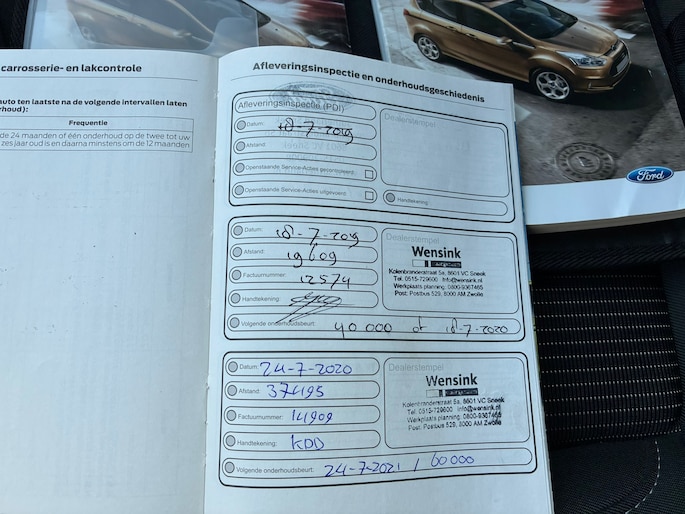 carrosserie- en lakcontrole
auto ten laatste na de volgende intervallen laten
rhoud):
Frequentie
de 24 maanden of één onderhoud op de twee tot uw
zes jaar oud is en daarna minstens om de 12 maanden
Afleveringsinspectie en onderhoudsgeschiedenis
Afleveringsinspectie (PDI)
Datum: 18-7-2019
Afstand:
Openstaande Service-Acties gecontroleerd:
Openstaande Service-Acties uitgevoerd:
Dealerstempel
Handtekening:
Datum: 18-7-2019
Afstand: 19609
Factuurnummer: 12574
Handtekening:
Dealerstempel
Wensink
Kolenbranderstraat 5a, 8601 VC Sneek
Tel. 0515-729600 info@wensink.nl
Werkplaats planning: 0800-9367465
Post: Postbus 529, 8000 AM Zwolle
Volgende onderhoudsbeurt: 40 000 of 18-7-2020
Datum: 24-7-2020
Afstand: 37495
Factuurnummer: 14909
Handtekening: KDD
Dealerstempel
Wensink
Kolenbranderstraat 5a, 8601 VC Sneek
Tel. 0515-729600 info@wensink.nl
Werkplaats planning: 0800-9367465
Post: Postbus 529, 8000 AM Zwolle
Volgende onderhoudsbeurt: 24-7-2021 / 60 000
Ford